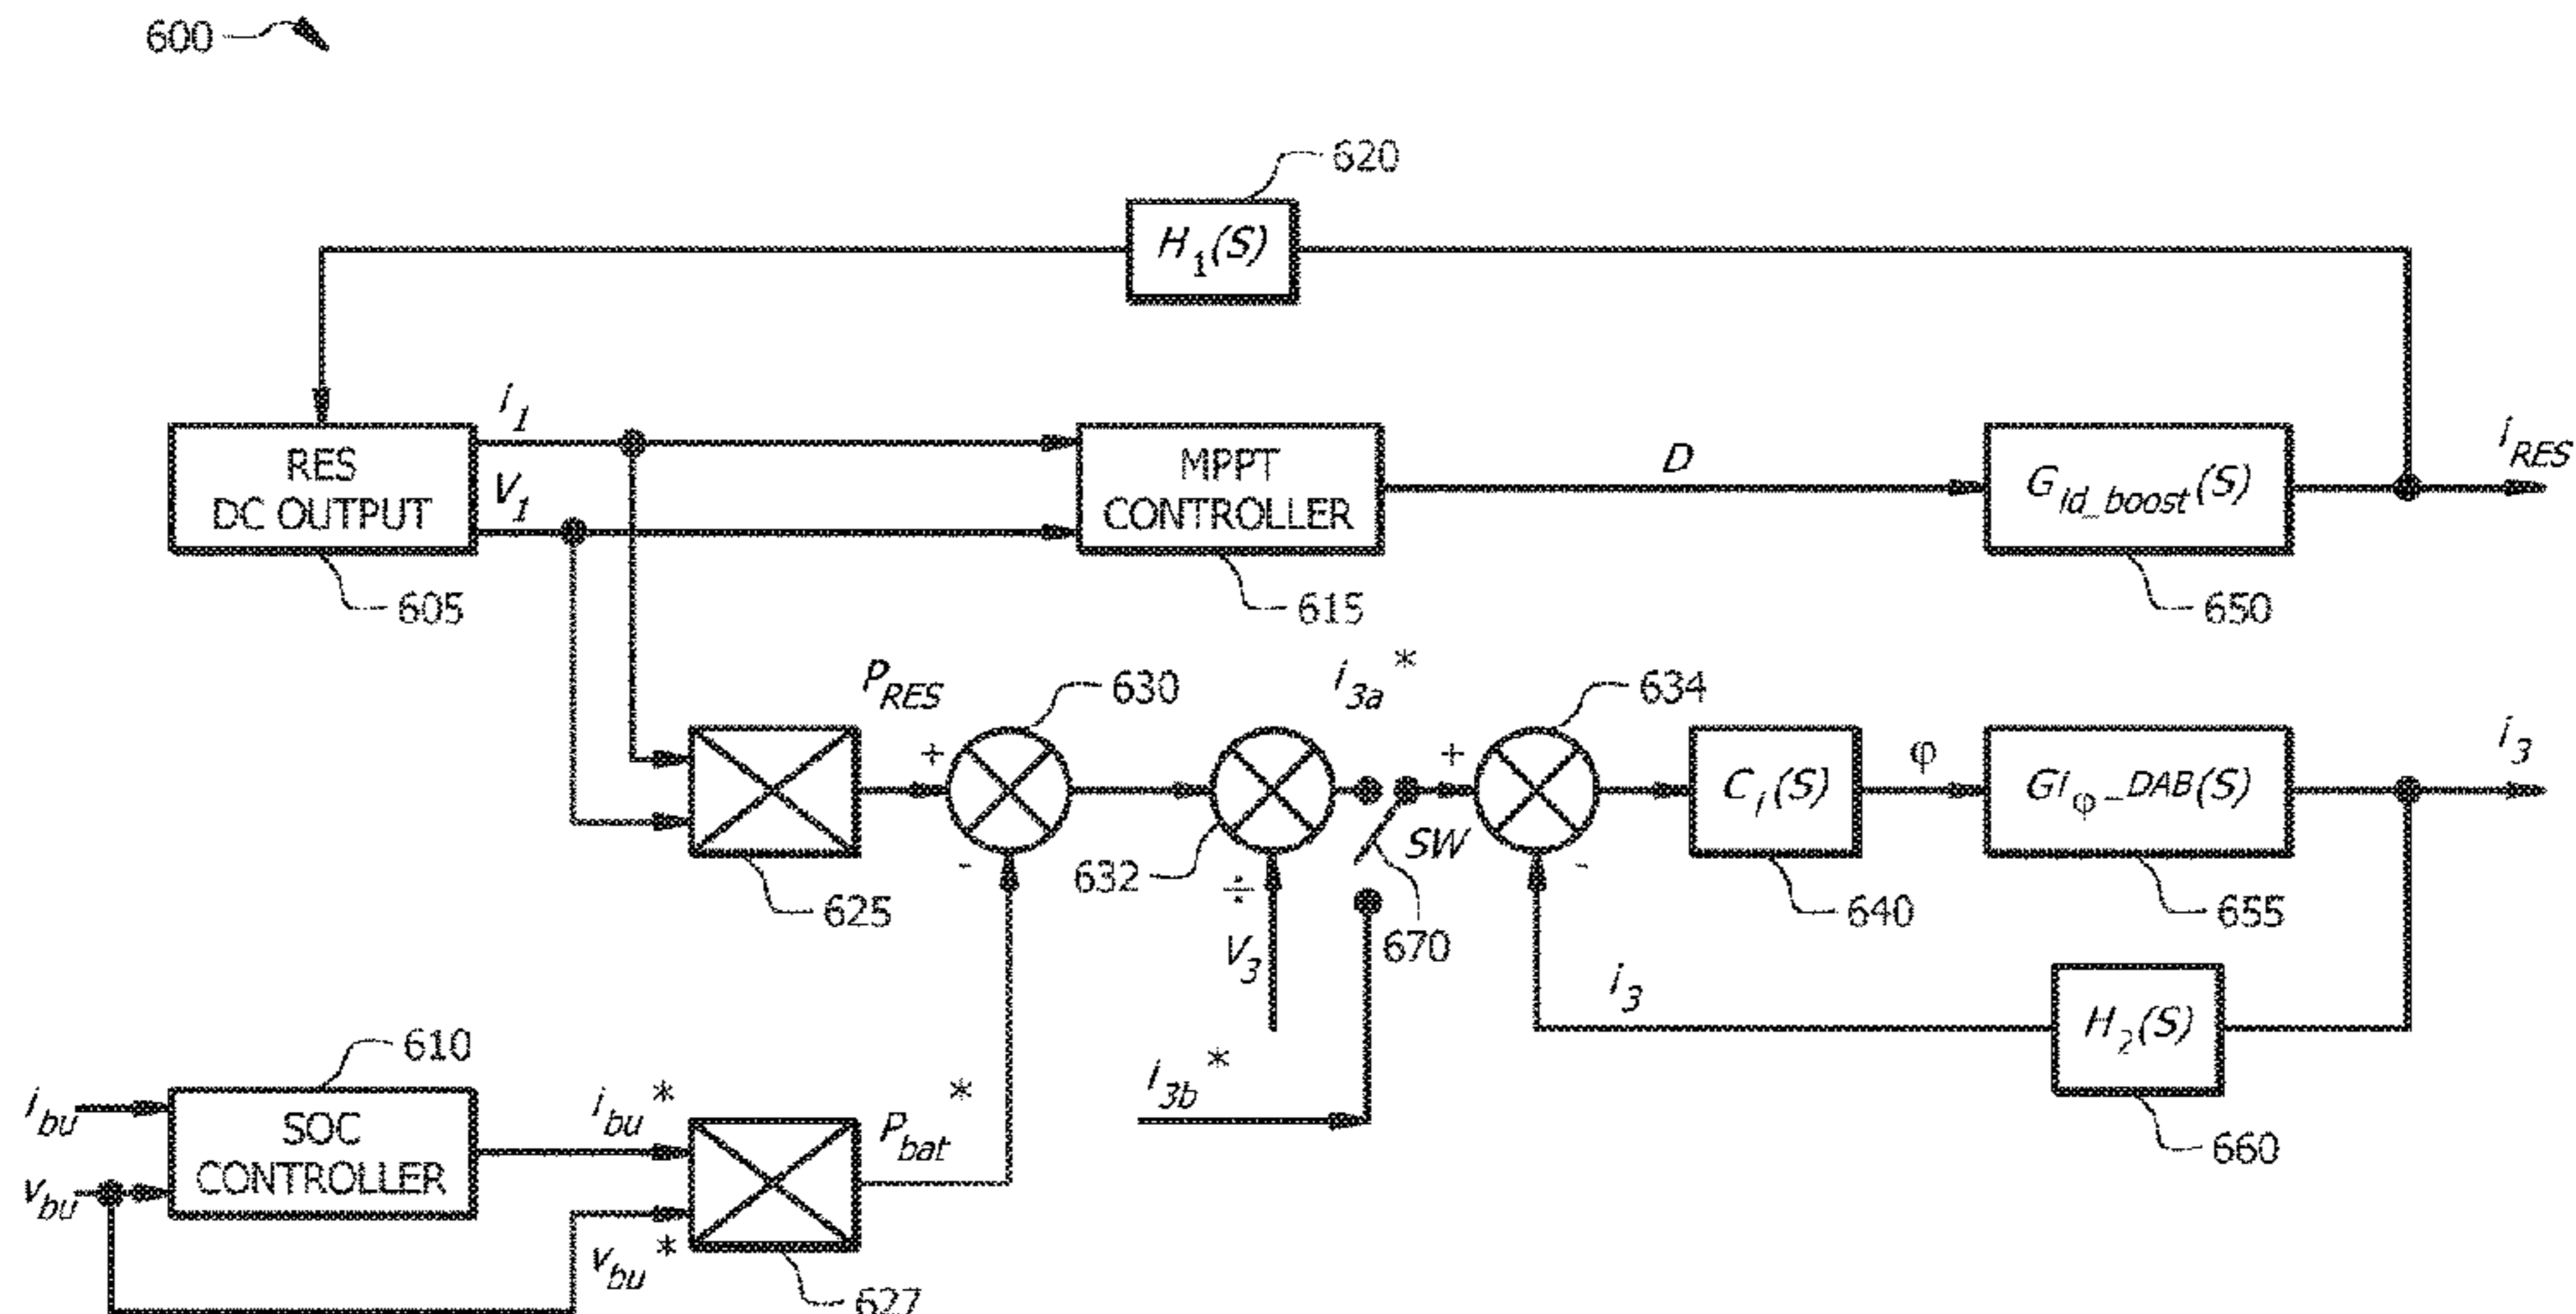 600
620
H1(S)
i1
V1
RES
DC OUTPUT
605
MPPT
CONTROLLER
615
D
Gid_boost(S)
650
iRES
PRES
625
+
-
630
632
÷
V3
i3a*
i3b*
SW
670
+
-
634
Ci(S)
640
φ
GIφ_DAB(S)
655
i3
i3
H2(S)
660
ibu
vbu
610
SOC
CONTROLLER
ibu*
vbu*
Pbat*
627